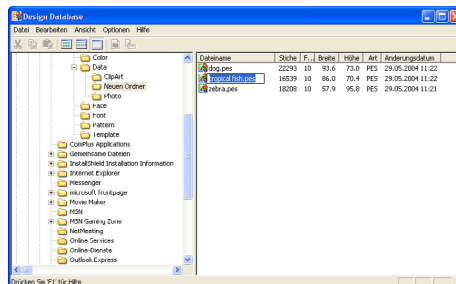 Design Database
Datei Bearbeiten Ansicht Optionen Hilfe
Color
Data
ClipArt
Neuen Ordner
Photo
Face
Font
Pattern
Template
ComPlus Applications
Gemeinsame Dateien
InstallShield Installation Information
Internet Explorer
Messenger
microsoft frontpage
Movie Maker
MSN
MSN Gaming Zone
NetMeeting
Online Services
Online-Dienste
Outlook Express
Dateiname Stiche F... Breite Höhe Art Änderungsdatum
dog.pes 22293 10 93.6 73.0 PES 29.05.2004 11:22
tropical fish.pes 16539 10 86.0 70.4 PES 29.05.2004 11:22
zebra.pes 18208 10 57.9 95.8 PES 29.05.2004 11:21
Drücken Sie 'F1' für Hilfe